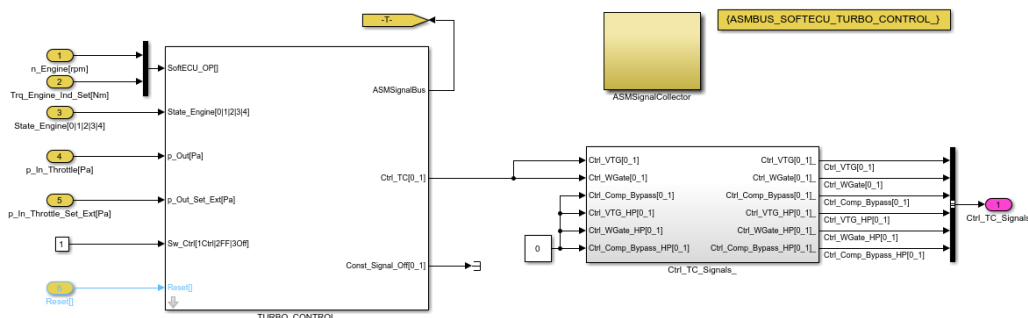 -T-
{ASMBUS_SOFTECU_TURBO_CONTROL_}
1
n_Engine[rpm]
2
Trq_Engine_Ind_Set[Nm]
3
State_Engine[0|1|2|3|4]
4
p_In_Throttle[Pa]
5
p_In_Throttle_Set_Ext[Pa]
1
6
Reset[]
SoftECU_OP[]
State_Engine[0|1|2|3|4]
p_Out[Pa]
p_Out_Set_Ext[Pa]
Sw_Ctrl[1Ctrl|2FF|3Off]
Reset[]
ASMSignalBus
Ctrl_TC[0_1]
Const_Signal_Off[0_1]
TURBO_CONTROL
ASMSignalCollector
0
Ctrl_VTG[0_1]
Ctrl_WGate[0_1]
Ctrl_Comp_Bypass[0_1]
Ctrl_VTG_HP[0_1]
Ctrl_WGate_HP[0_1]
Ctrl_Comp_Bypass_HP[0_1]
Ctrl_VTG[0_1]_
Ctrl_WGate[0_1]_
Ctrl_Comp_Bypass[0_1]_
Ctrl_VTG_HP[0_1]_
Ctrl_WGate_HP[0_1]_
Ctrl_Comp_Bypass_HP[0_1]_
Ctrl_TC_Signals_
Ctrl_VTG[0_1]
Ctrl_WGate[0_1]
Ctrl_Comp_Bypass[0_1]
Ctrl_VTG_HP[0_1]
Ctrl_WGate_HP[0_1]
Ctrl_Comp_Bypass_HP[0_1]
1
Ctrl_TC_Signals